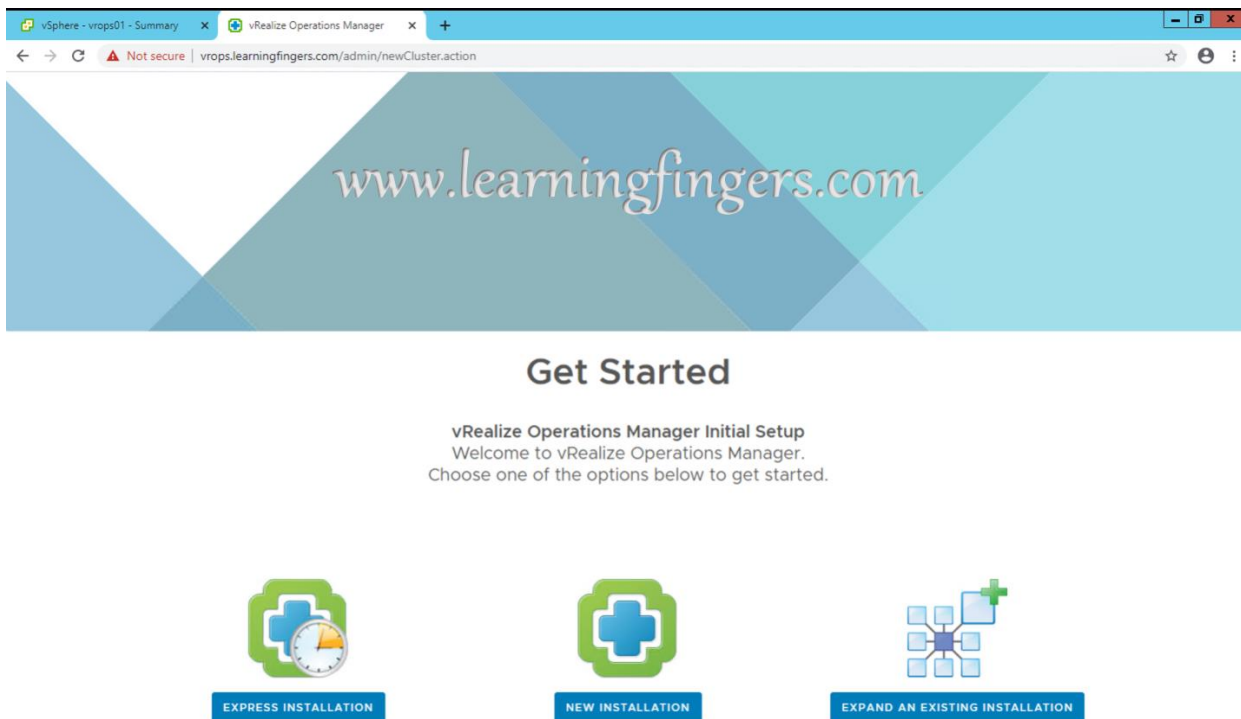 vSphere - vrops01 - Summary
vRealize Operations Manager
Not secure | vrops.learningfingers.com/admin/newCluster.action
www.learningfingers.com
Get Started
vRealize Operations Manager Initial Setup
Welcome to vRealize Operations Manager.
Choose one of the options below to get started.
EXPRESS INSTALLATION
NEW INSTALLATION
EXPAND AN EXISTING INSTALLATION